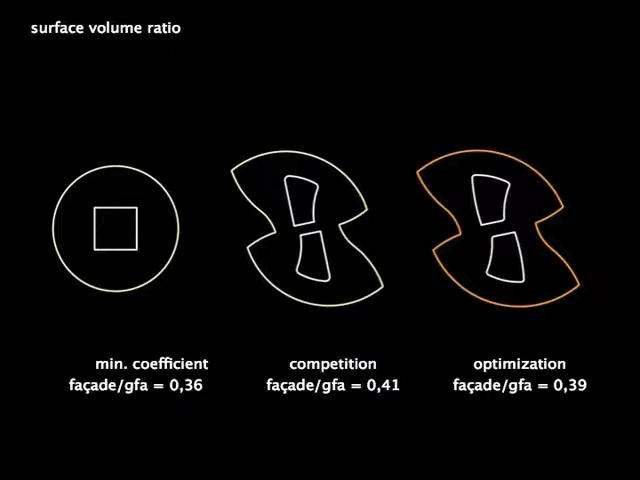 surface volume ratio
min. coefficient
façade/gfa = 0,36
competition
façade/gfa = 0,41
optimization
façade/gfa = 0,39